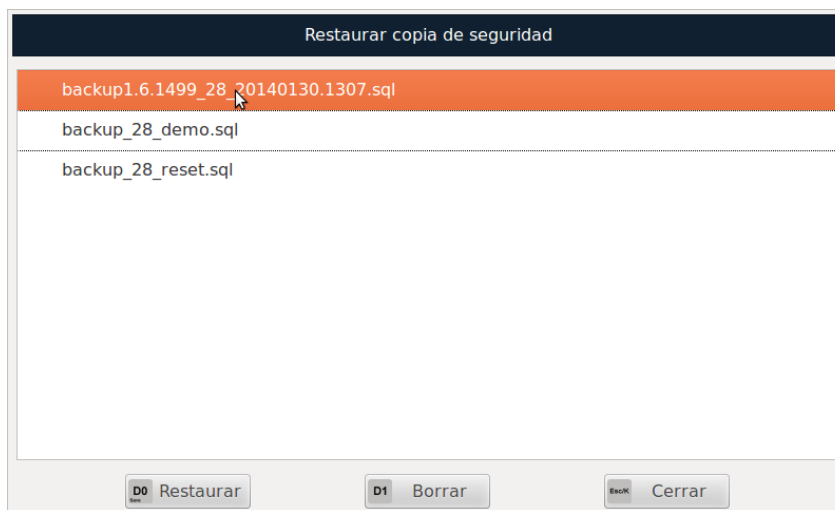 Restaurar copia de seguridad
backup1.6.1499_28_20140130.1307.sql
backup_28_demo.sql
backup_28_reset.sql
D0 Restaurar D1 Borrar Esc/K Cerrar